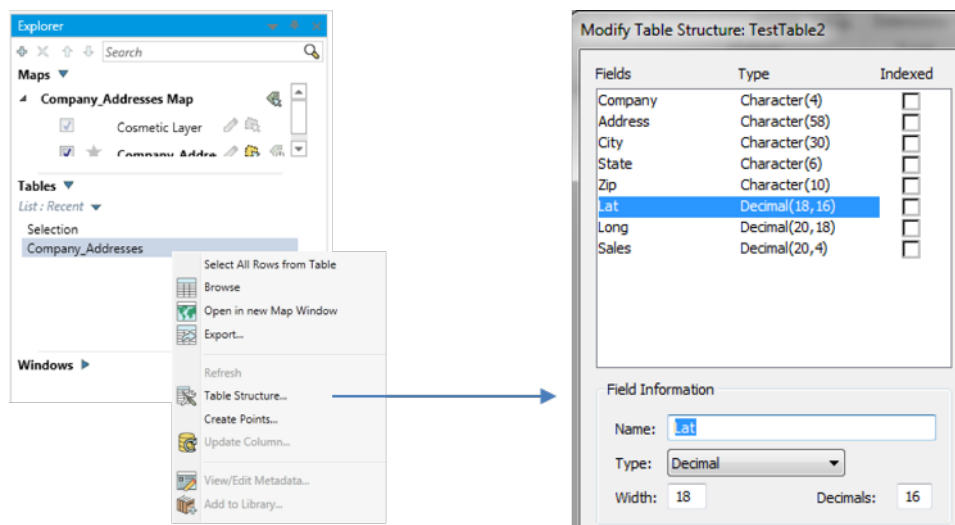 Explorer
Search
Maps
Company_Addresses Map
Cosmetic Layer
Company_Addre
Tables
List : Recent
Selection
Company_Addresses
Select All Rows from Table
Browse
Open in new Map Window
Export...
Refresh
Table Structure...
Create Points...
Update Column...
View/Edit Metadata...
Add to Library...
Windows
Modify Table Structure: TestTable2
Fields Type Indexed
Company Character(4)
Address Character(58)
City Character(30)
State Character(6)
Zip Character(10)
Lat Decimal(18,16)
Long Decimal(20,18)
Sales Decimal(20,4)
Field Information
Name: Lat
Type: Decimal
Width: 18 Decimals: 16